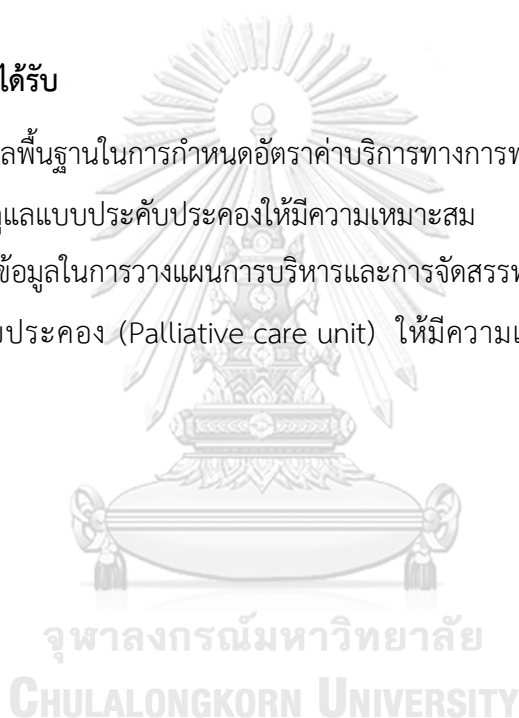 ได้รับ
ลพื้นฐานในการกำหนดอัตราค่าบริการทางการพ
ูแลแบบประคับประคองให้มีความเหมาะสม
ข้อมูลในการวางแผนการบริหารและการจัดสรรท
ประคอง (Palliative care unit) ให้มีความเ
จุฬาลงกรณ์มหาวิทยาลัย
CHULALONGKORN UNIVERSITY